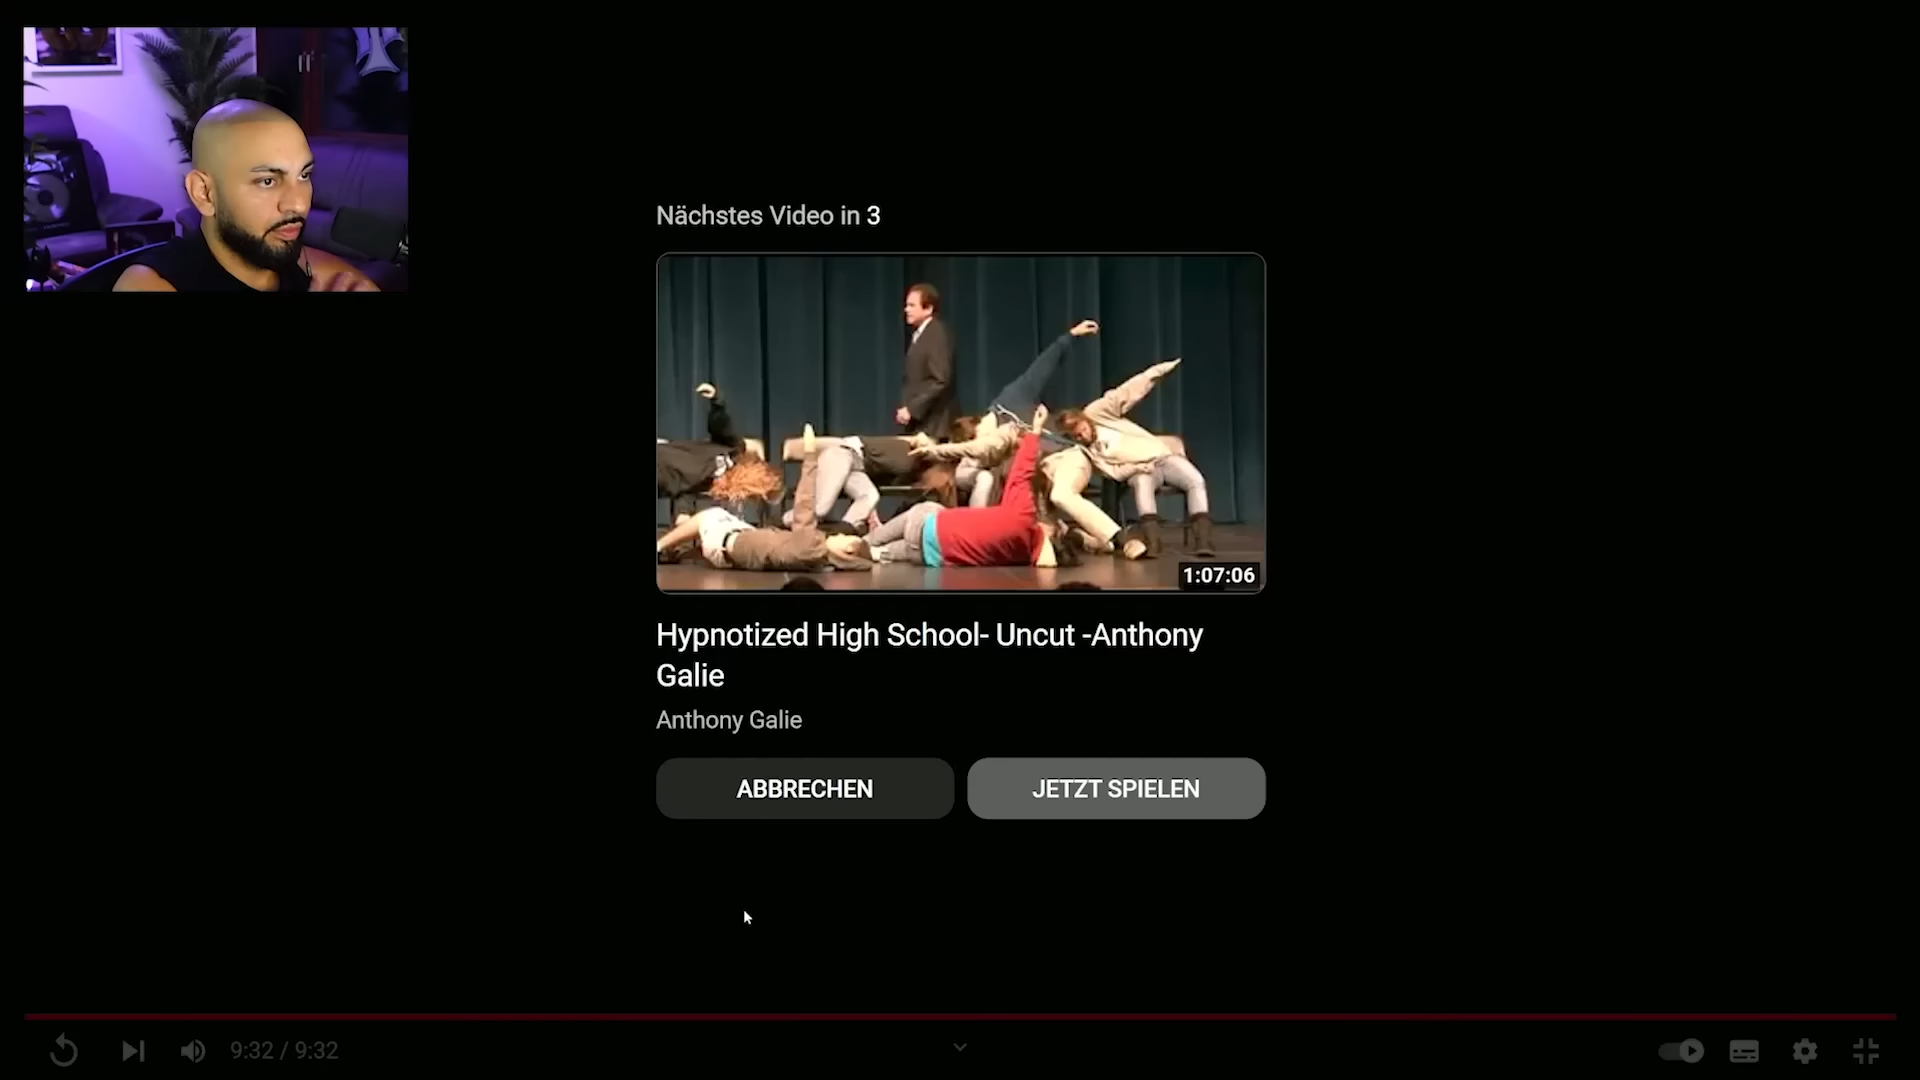 Nächstes Video in 3
1:07:06
Hypnotized High School- Uncut -Anthony
Galie
Anthony Galie
ABBRECHEN
JETZT SPIELEN
9:32 / 9:32